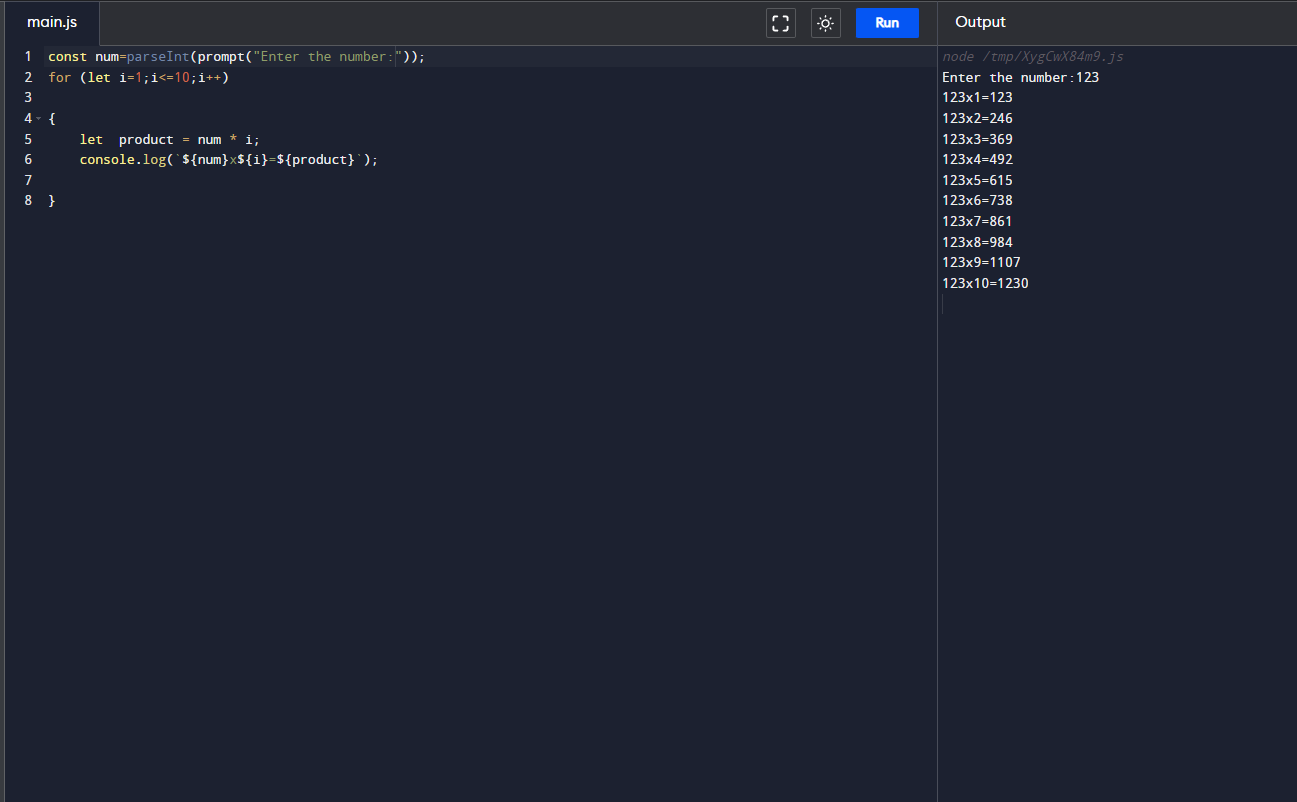 main.js
Run
Output
1 const num=parseInt(prompt("Enter the number:"));
2 for (let i=1;i<=10;i++)
3
4 {
5     let  product = num * i;
6     console.log(`${num}x${i}=${product}`);
7
8 }
node /tmp/XygCwX84m9.js
Enter the number:123
123x1=123
123x2=246
123x3=369
123x4=492
123x5=615
123x6=738
123x7=861
123x8=984
123x9=1107
123x10=1230